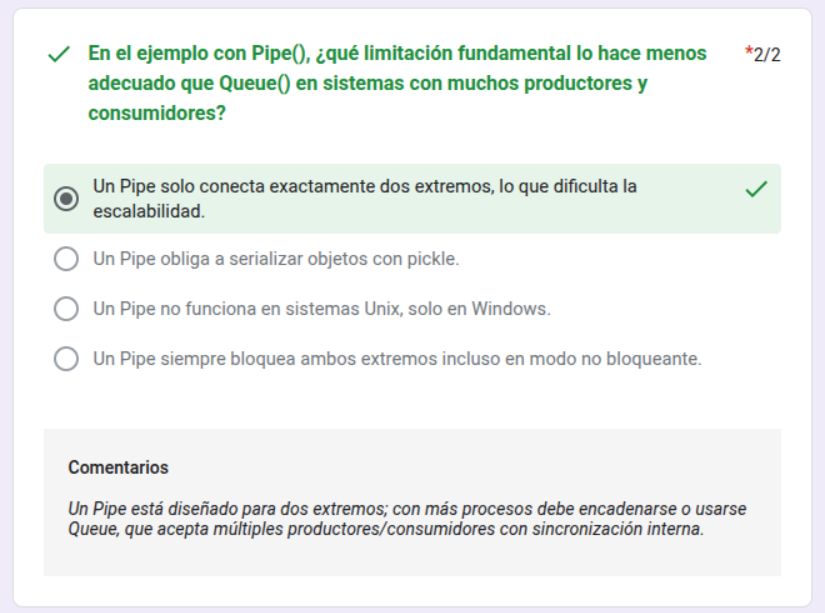 En el ejemplo con Pipe(), ¿qué limitación fundamental lo hace menos *2/2
adecuado que Queue() en sistemas con muchos productores y
consumidores?
Un Pipe solo conecta exactamente dos extremos, lo que dificulta la
escalabilidad.
Un Pipe obliga a serializar objetos con pickle.
Un Pipe no funciona en sistemas Unix, solo en Windows.
Un Pipe siempre bloquea ambos extremos incluso en modo no bloqueante.
Comentarios
Un Pipe está diseñado para dos extremos; con más procesos debe encadenarse o usarse
Queue, que acepta múltiples productores/consumidores con sincronización interna.